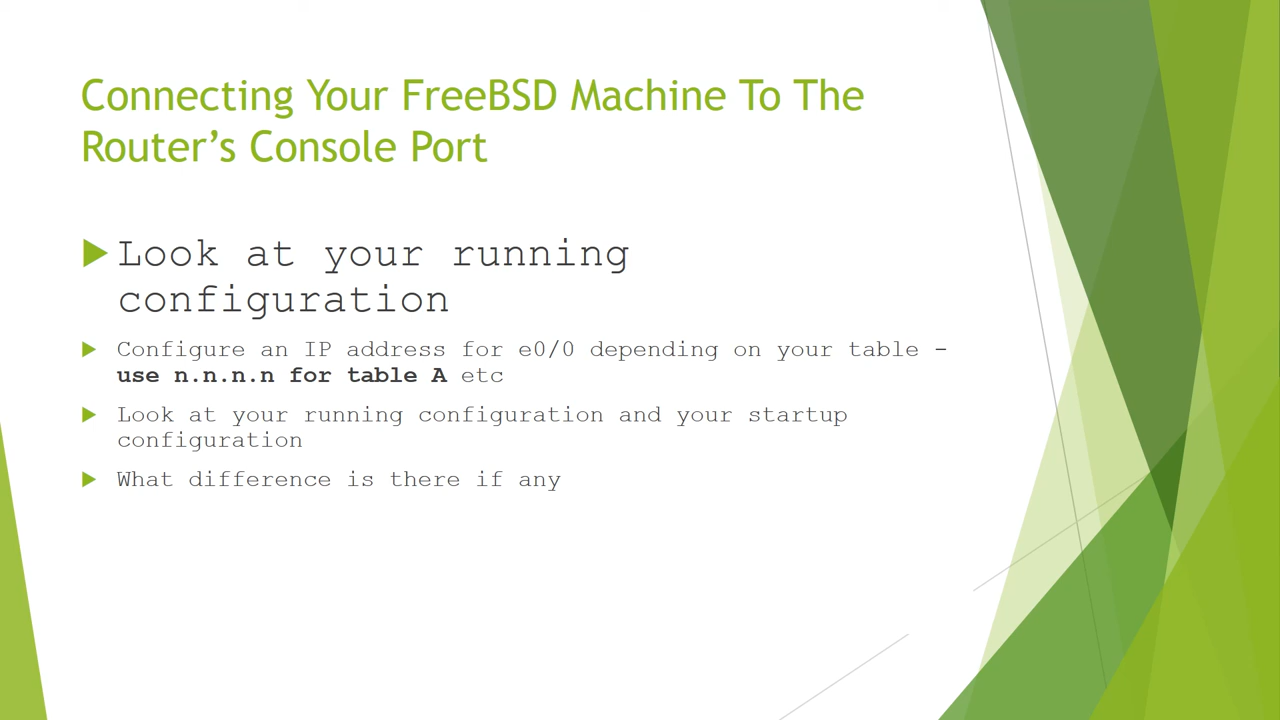 Connecting Your FreeBSD Machine To The
Router’s Console Port
Look at your running
configuration
Configure an IP address for e0/0 depending on your table -
use n.n.n.n for table A etc
Look at your running configuration and your startup
configuration
What difference is there if any